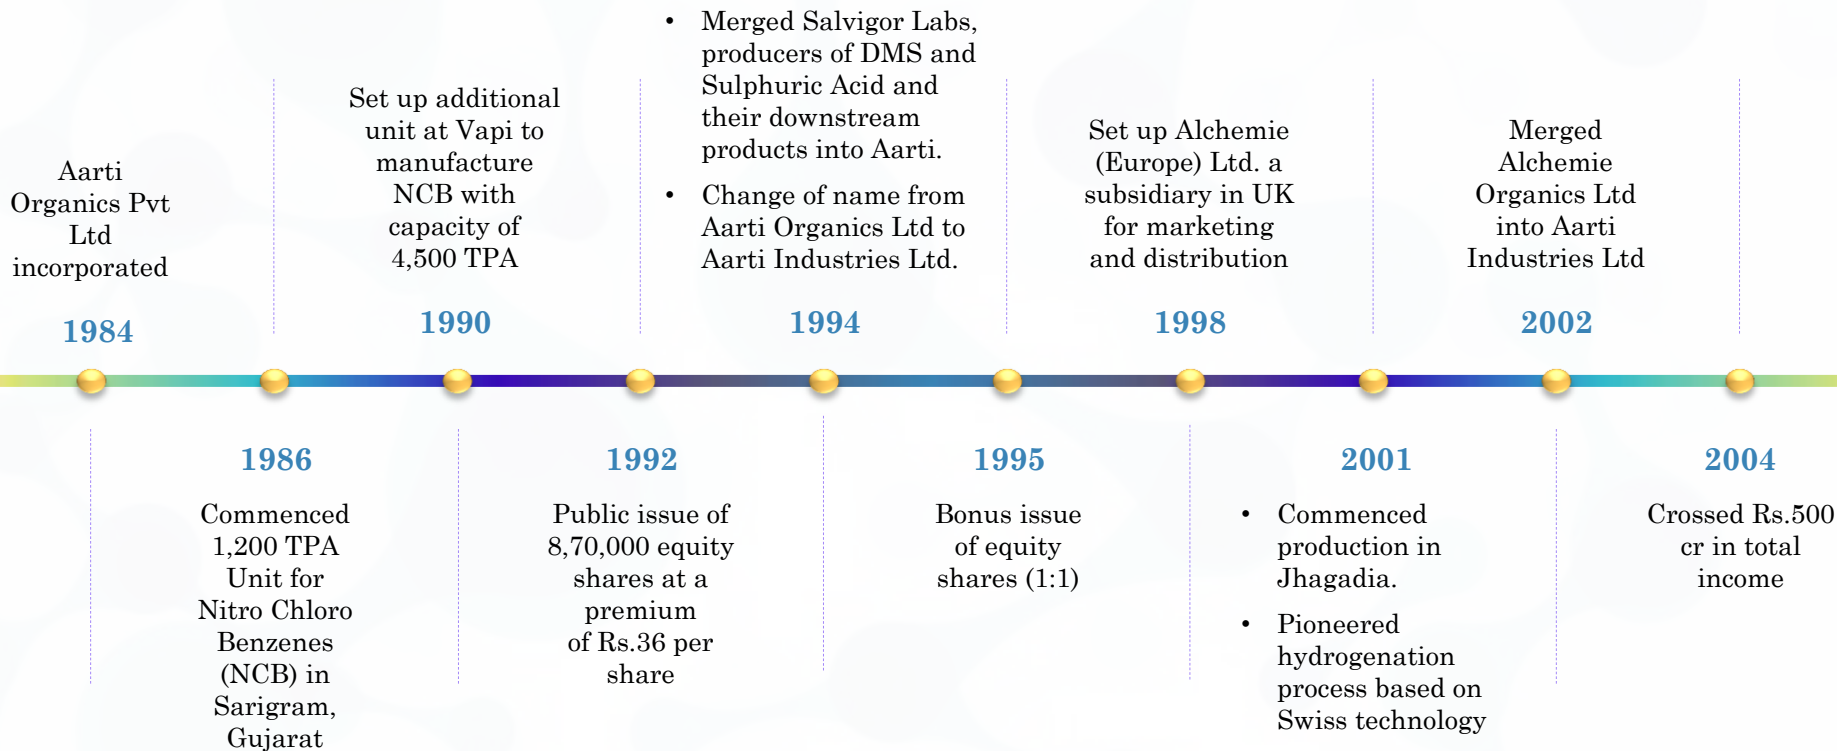 Aarti
Organics Pvt
Ltd
incorporated
1984
1986
Commenced
1,200 TPA
Unit for
Nitro Chloro
Benzenes
(NCB) in
Sarigram,
Gujarat
Set up additional
unit at Vapi to
manufacture
NCB with
capacity of
4,500 TPA
1990
1992
Public issue of
8,70,000 equity
shares at a
premium
of Rs.36 per
share
• Merged Salvigor Labs,
producers of DMS and
Sulphuric Acid and
their downstream
products into Aarti.
• Change of name from
Aarti Organics Ltd to
Aarti Industries Ltd.
1994
1995
Bonus issue
of equity
shares (1:1)
Set up Alchemie
(Europe) Ltd. a
subsidiary in UK
for marketing
and distribution
1998
2001
• Commenced
production in
Jhagadia.
• Pioneered
hydrogenation
process based on
Swiss technology
Merged
Alchemie
Organics Ltd
into Aarti
Industries Ltd
2002
2004
Crossed Rs.500
cr in total
income